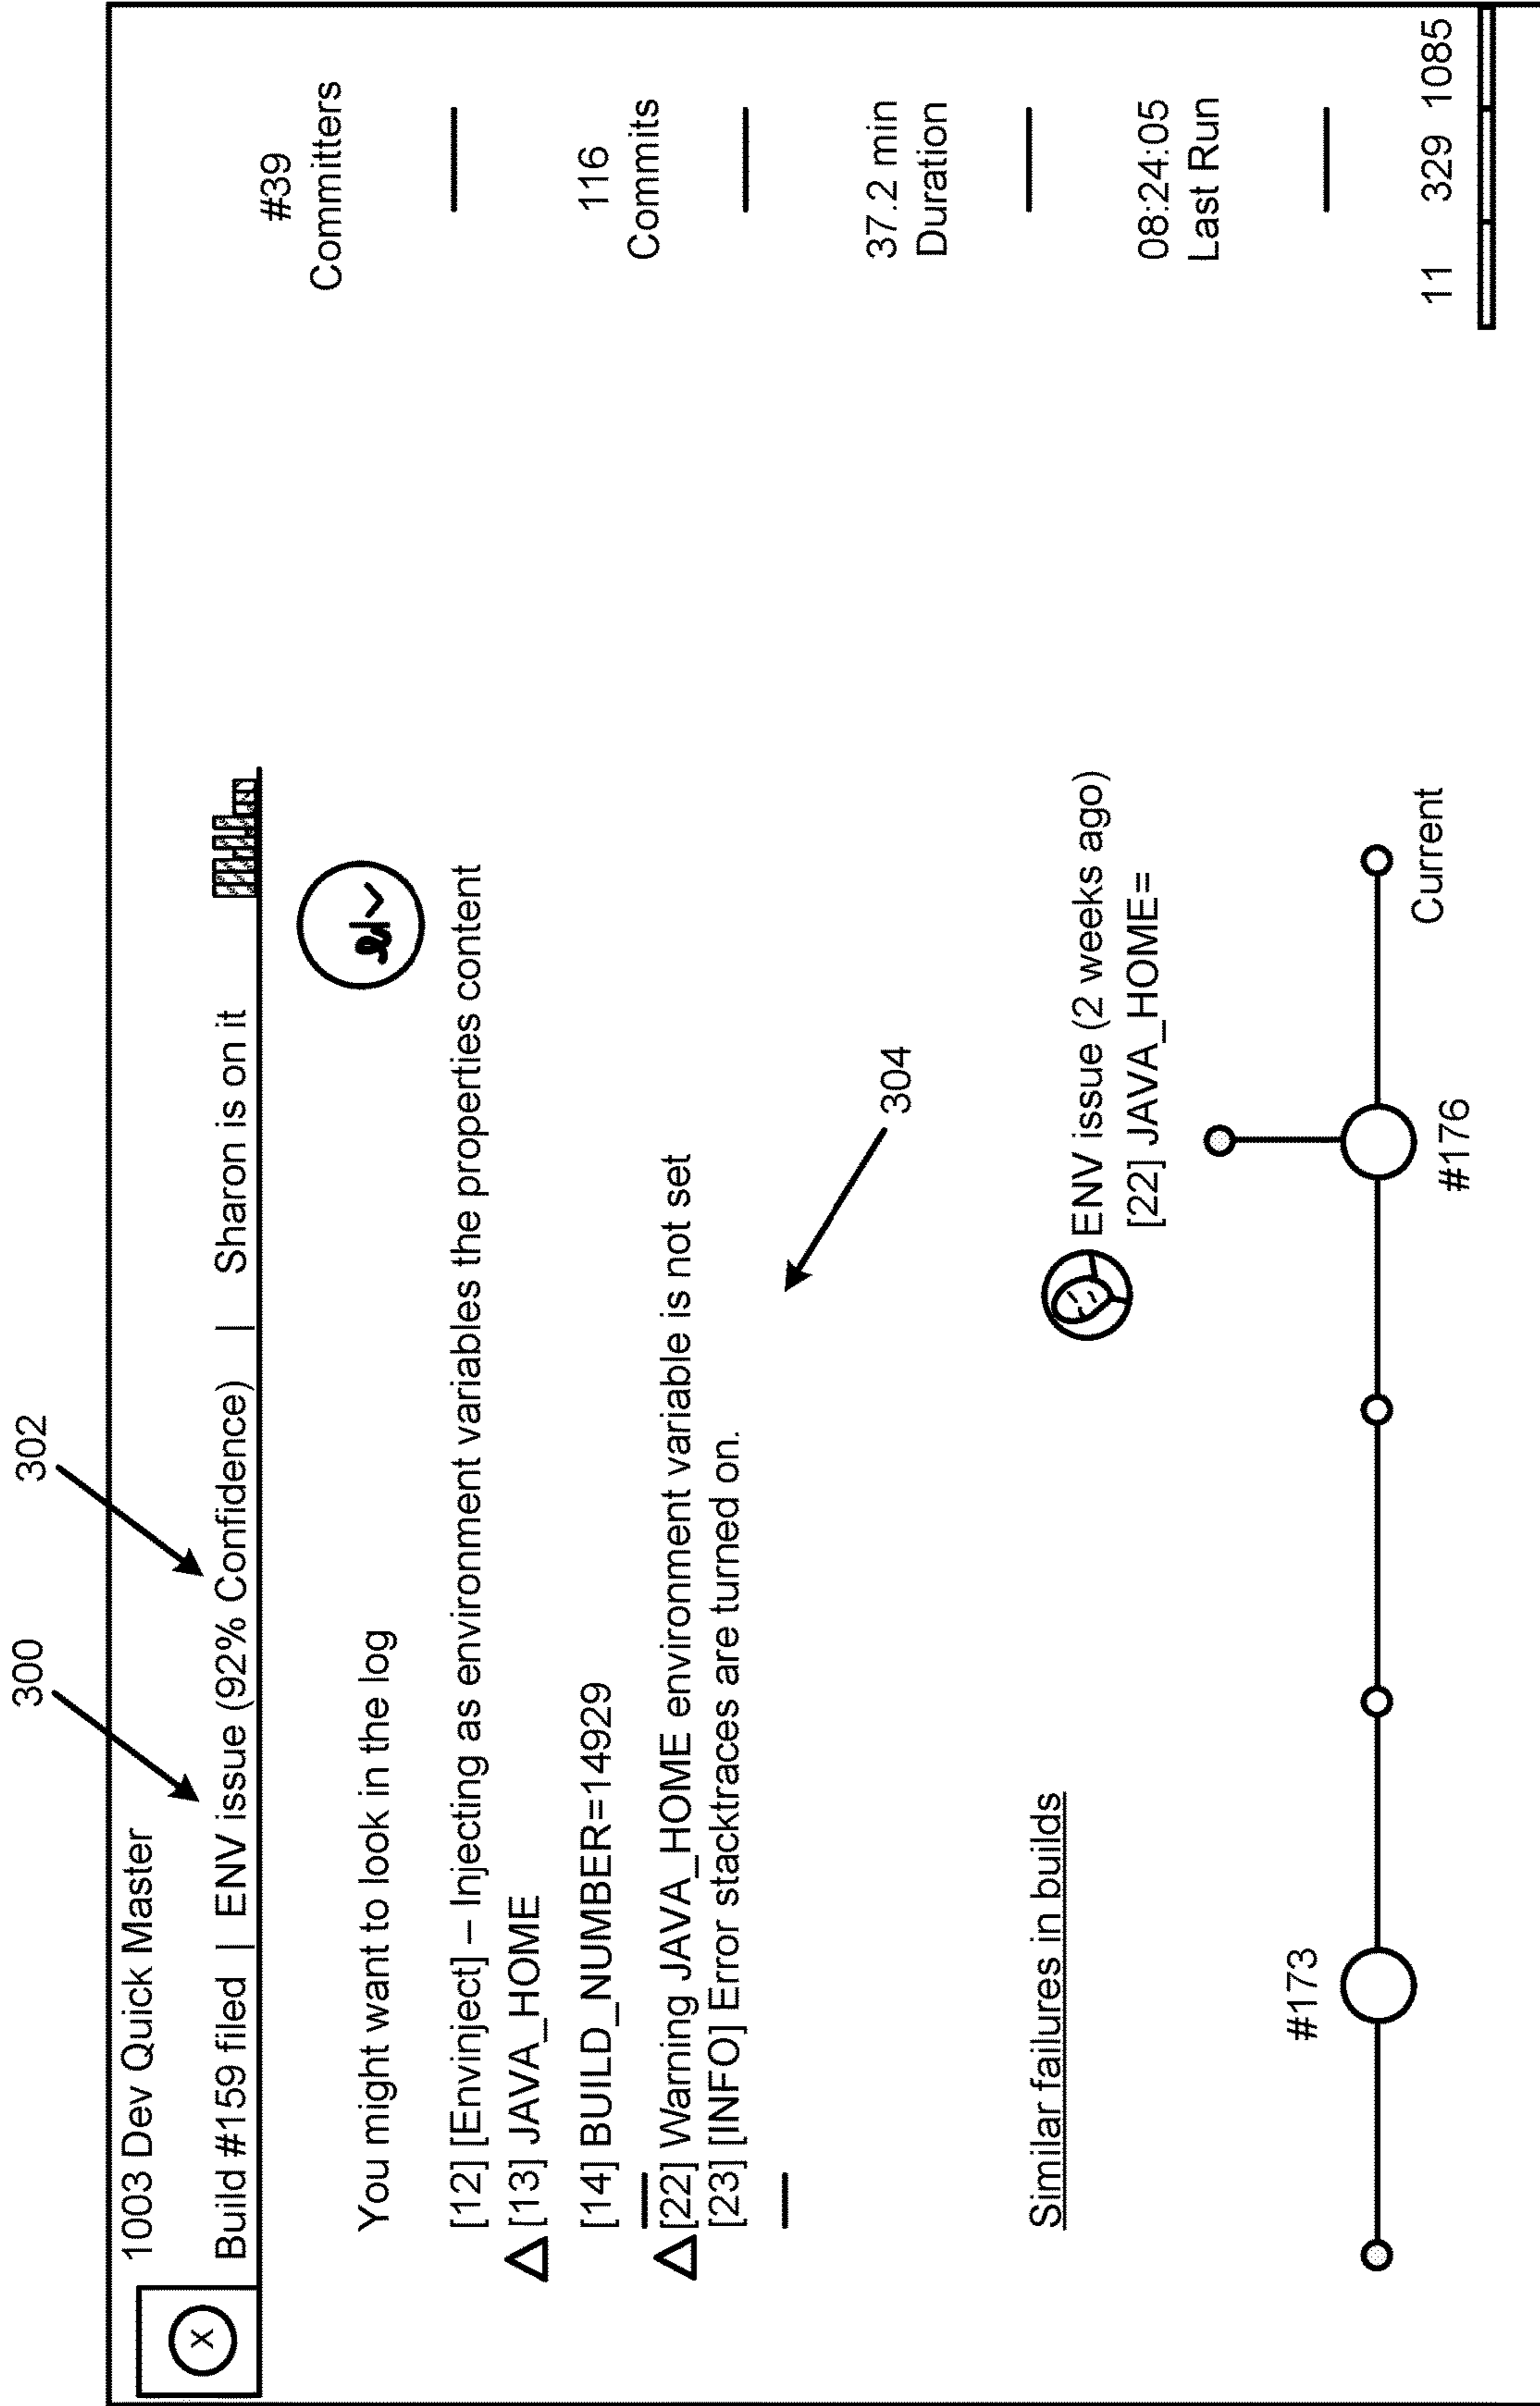 300
302
1003 Dev Quick Master
X
Build #159 filed | ENV issue (92% Confidence) | Sharon is on it
You might want to look in the log
[12] [Envinject] – Injecting as environment variables the properties content
[13] JAVA_HOME
[14] BUILD_NUMBER=14929
[22] Warning JAVA_HOME environment variable is not set
[23] [INFO] Error stacktraces are turned on.
304
Similar failures in builds
ENV issue (2 weeks ago)
[22] JAVA_HOME=
#173
#176
Current
#39
Committers
116
Commits
37.2 min
Duration
08:24:05
Last Run
11 329 1085